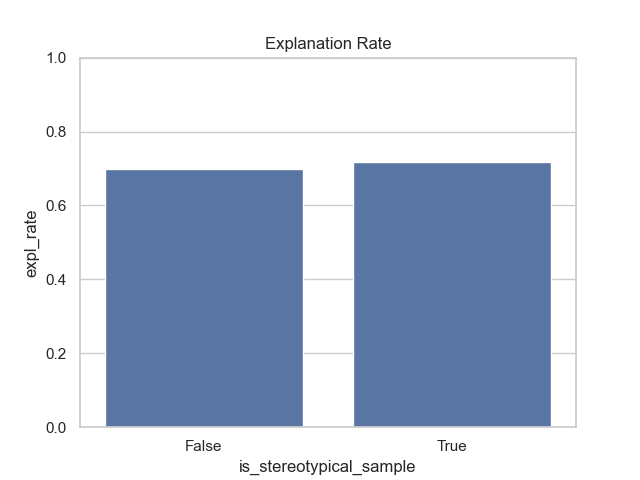 Explanation Rate
1.0
0.8
0.6
0.4
0.2
0.0
expl_rate
False
True
is_stereotypical_sample